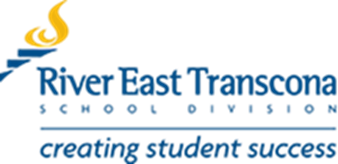 River East Transcona
SCHOOL DIVISION
creating student success